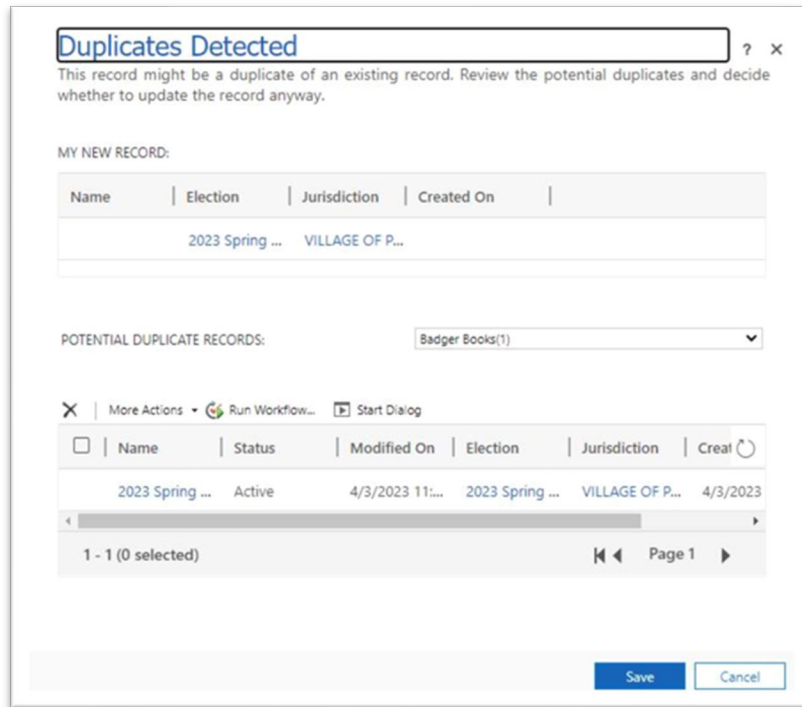 Duplicates Detected
? ×
This record might be a duplicate of an existing record. Review the potential duplicates and decide
whether to update the record anyway.
MY NEW RECORD:
Name Election Jurisdiction Created On
2023 Spring ... VILLAGE OF P...
POTENTIAL DUPLICATE RECORDS: Badger Books(1)
More Actions Run Workflow... Start Dialog
Name Status Modified On Election Jurisdiction Creat
2023 Spring ... Active 4/3/2023 11:... 2023 Spring ... VILLAGE OF P... 4/3/2023
1 - 1 (0 selected) Page 1
Save Cancel